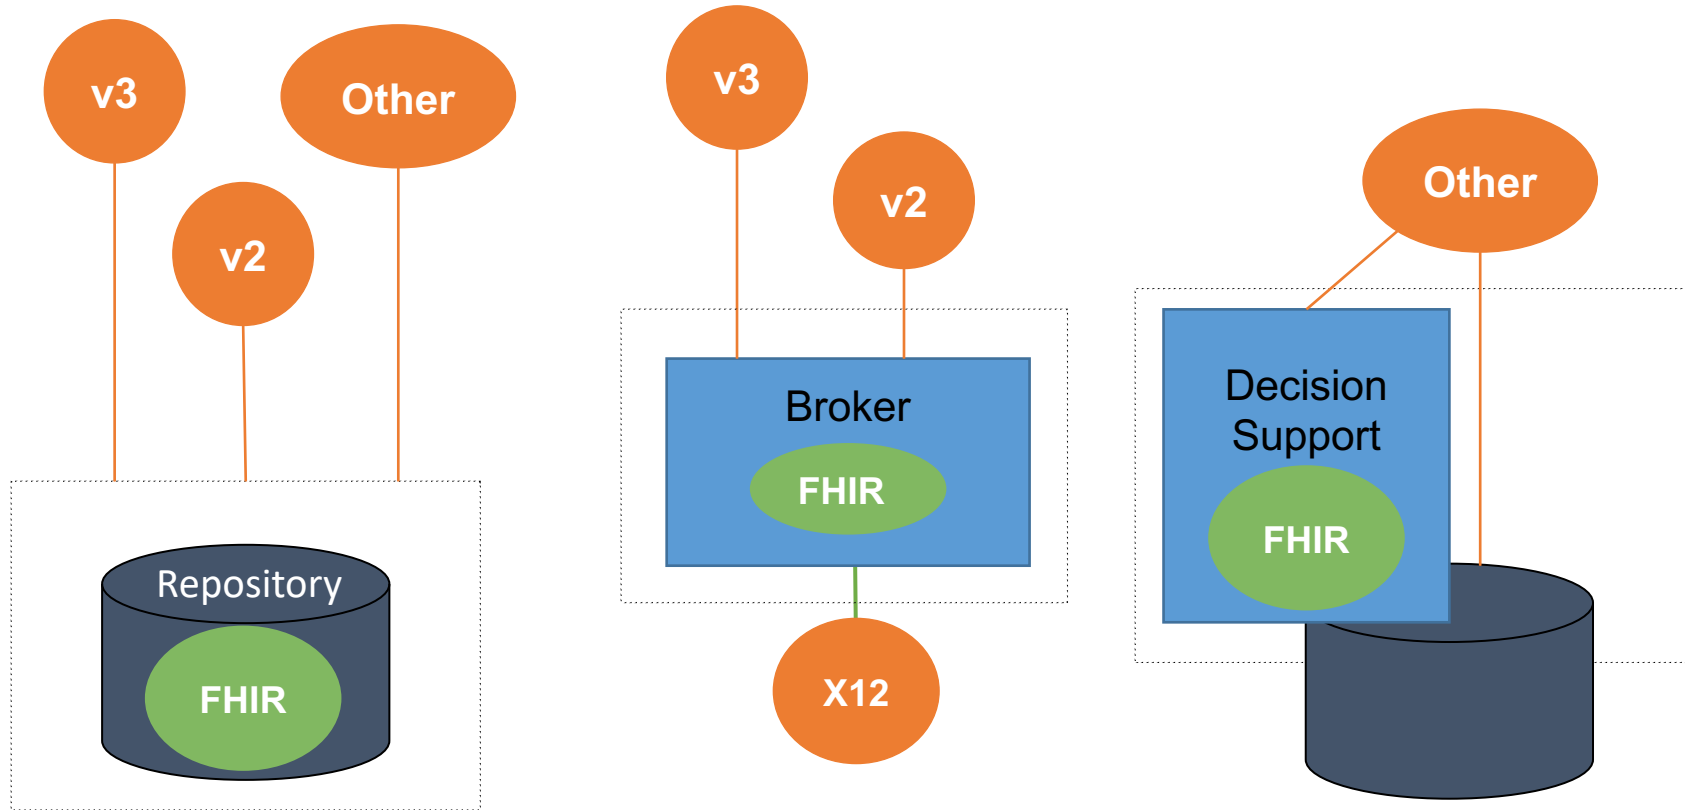 v3
Other
v2
Repository
FHIR
v3
v2
Broker
FHIR
X12
Other
Decision
Support
FHIR